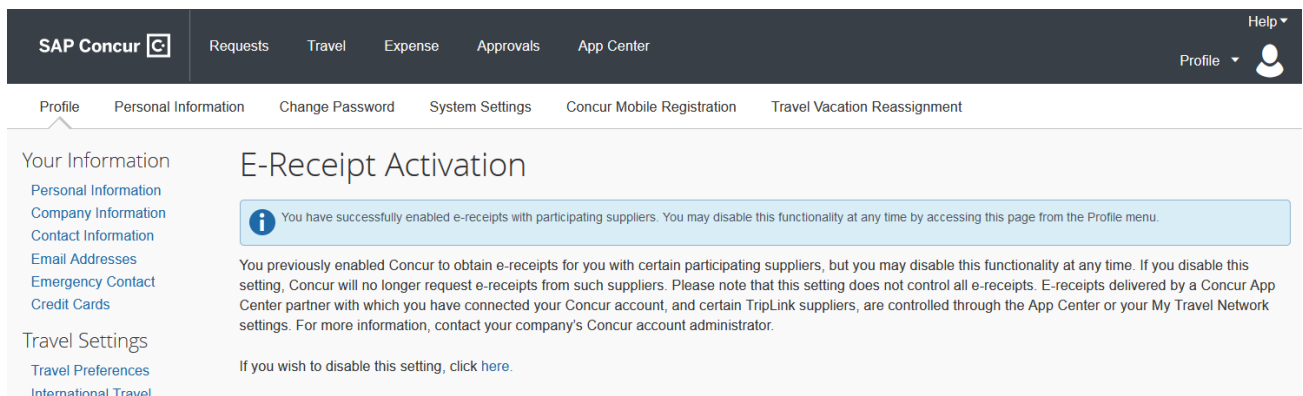 Help
SAP Concur C. Requests Travel Expense Approvals App Center
Profile
Profile Personal Information Change Password System Settings Concur Mobile Registration Travel Vacation Reassignment
Your Information
Personal Information
Company Information
Contact Information
Email Addresses
Emergency Contact
Credit Cards
Travel Settings
Travel Preferences
International Travel
E-Receipt Activation
You have successfully enabled e-receipts with participating suppliers. You may disable this functionality at any time by accessing this page from the Profile menu.
You previously enabled Concur to obtain e-receipts for you with certain participating suppliers, but you may disable this functionality at any time. If you disable this
setting, Concur will no longer request e-receipts from such suppliers. Please note that this setting does not control all e-receipts. E-receipts delivered by a Concur App
Center partner with which you have connected your Concur account, and certain TripLink suppliers, are controlled through the App Center or your My Travel Network
settings. For more information, contact your company's Concur account administrator.
If you wish to disable this setting, click here.